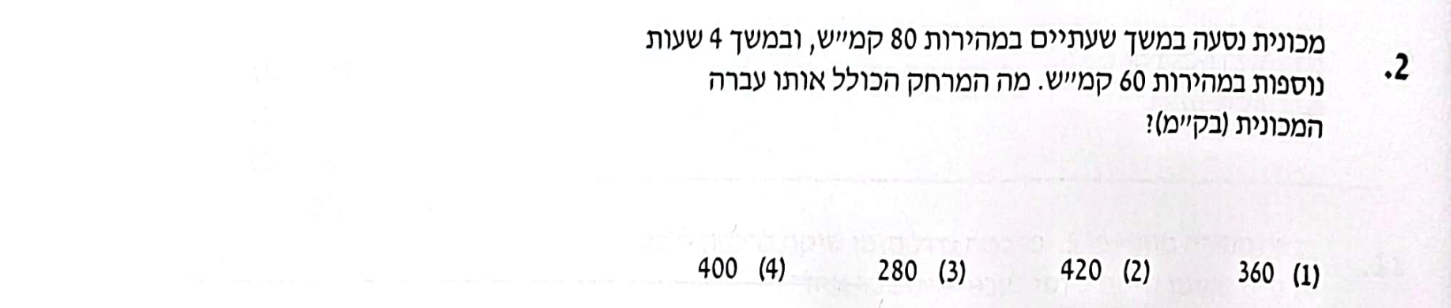 2. מכונית נסעה במשך שעתיים במהירות 80 קמ״ש, ובמשך 4 שעות
נוספות במהירות 60 קמ״ש. מה המרחק הכולל אותו עברה
המכונית (בק״מ)?
(1) 360 (2) 420 (3) 280 (4) 400